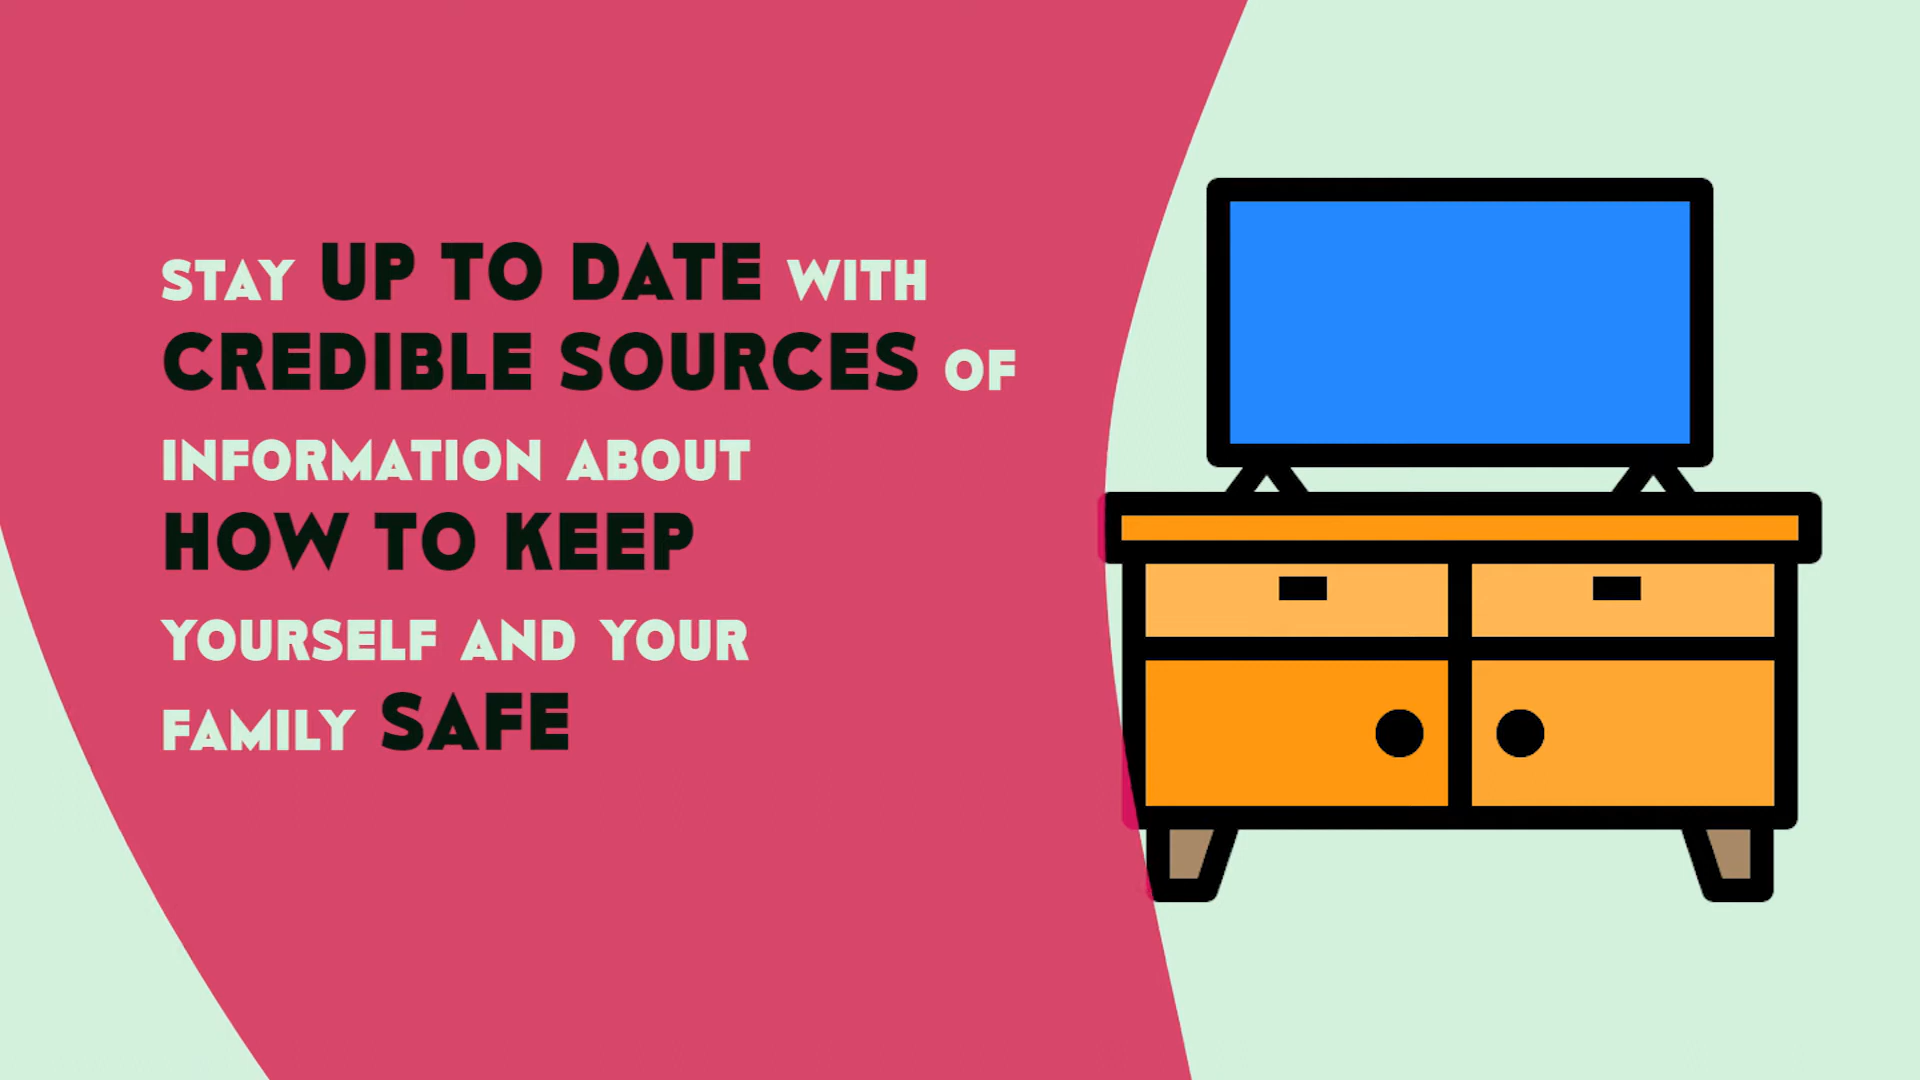 STAY UP TO DATE WITH
CREDIBLE SOURCES OF
INFORMATION ABOUT
HOW TO KEEP
YOURSELF AND YOUR
FAMILY SAFE